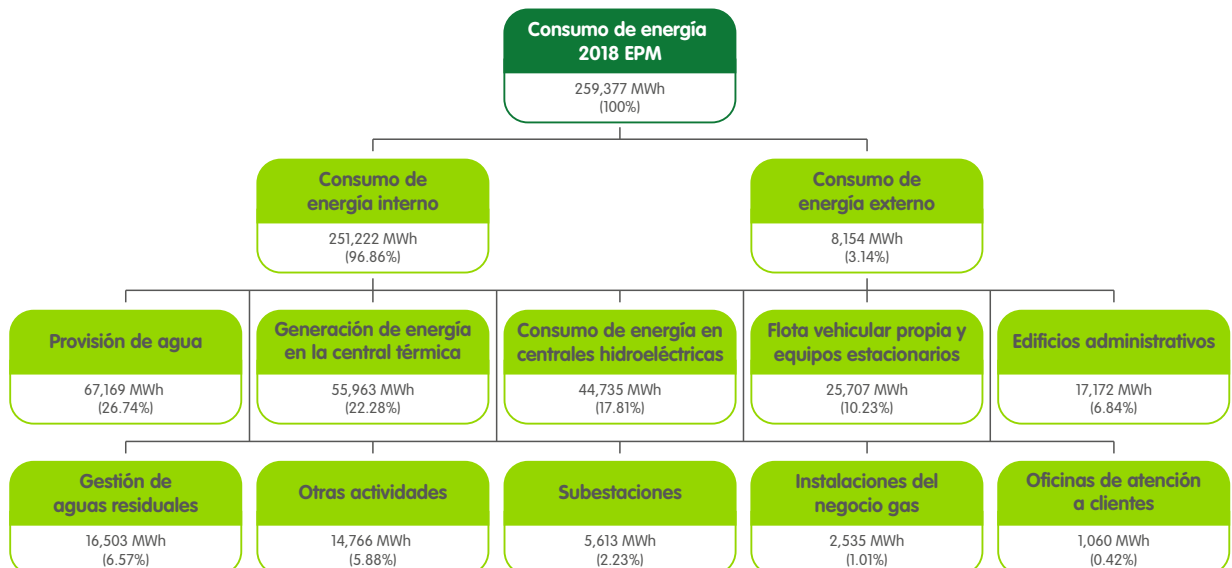 Consumo de energía
2018 EPM
259,377 MWh
(100%)
Consumo de
energía interno
251,222 MWh
(96.86%)
Consumo de
energía externo
8,154 MWh
(3.14%)
Provisión de agua
67,169 MWh
(26.74%)
Generación de energía
en la central térmica
55,963 MWh
(22.28%)
Consumo de energía en
centrales hidroeléctricas
44,735 MWh
(17.81%)
Flota vehicular propia y
equipos estacionarios
25,707 MWh
(10.23%)
Edificios administrativos
17,172 MWh
(6.84%)
Gestión de
aguas residuales
16,503 MWh
(6.57%)
Otras actividades
14,766 MWh
(5.88%)
Subestaciones
5,613 MWh
(2.23%)
Instalaciones del
negocio gas
2,535 MWh
(1.01%)
Oficinas de atención
a clientes
1,060 MWh
(0.42%)